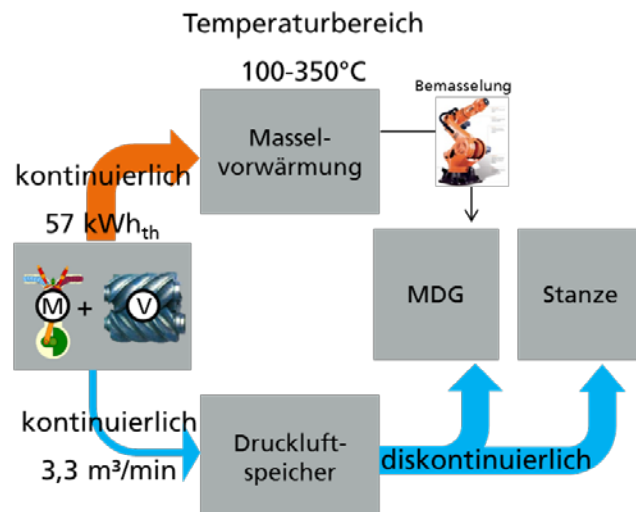 Temperaturbereich
100-350°C
Bemasselung
Massel-
vorwärmung
kontinuierlich
57 kWhth
M + V
MDG
Stanze
kontinuierlich
3,3 m³/min
Druckluft-
speicher
diskontinuierlich